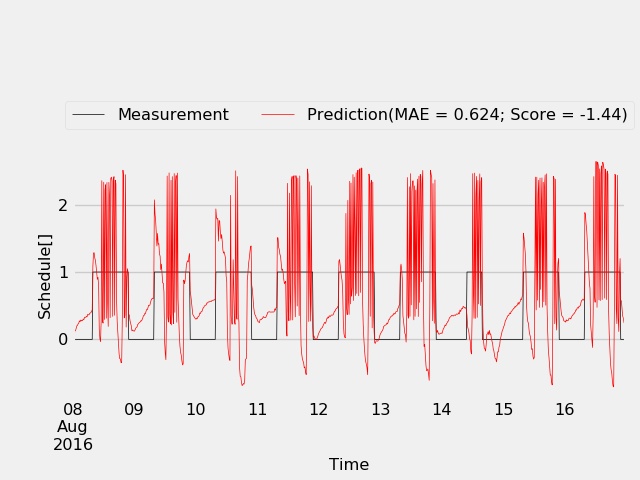 Measurement
Prediction(MAE = 0.624; Score = -1.44)
Schedule[]
2
1
0
08 09 10 11 12 13 14 15 16
Aug
2016
Time